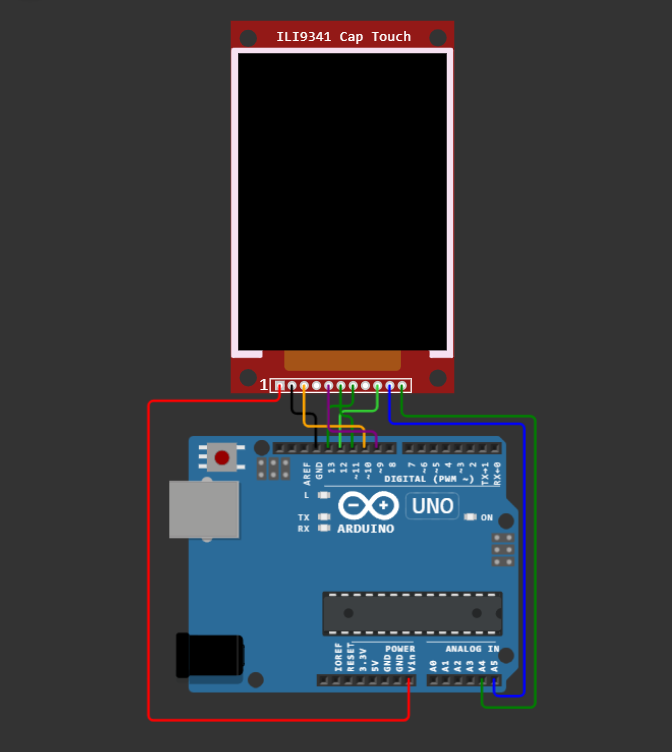 ILI9341 Cap Touch
1
AREF
GND
13
12
~11
~10
~9
8
7
~6
~5
4
~3
2
TX→1
RX←0
DIGITAL (PWM ~)
L
TX
RX
UNO
ON
ARDUINO
POWER
ANALOG IN
IOREF
RESET
3.3V
5V
GND
GND
Vin
A0
A1
A2
A3
A4
A5